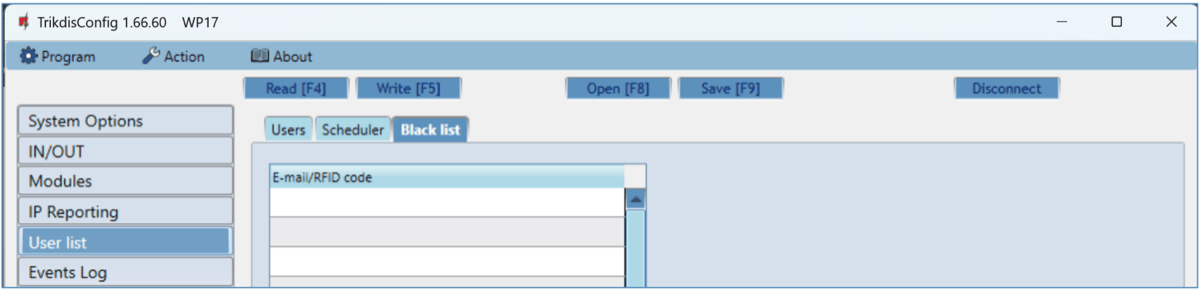 TrikdisConfig 1.66.60 WP17
Program Action About
Read [F4] Write [F5] Open [F8] Save [F9] Disconnect
System Options
IN/OUT
Modules
IP Reporting
User list
Events Log
Users Scheduler Black list
E-mail/RFID code